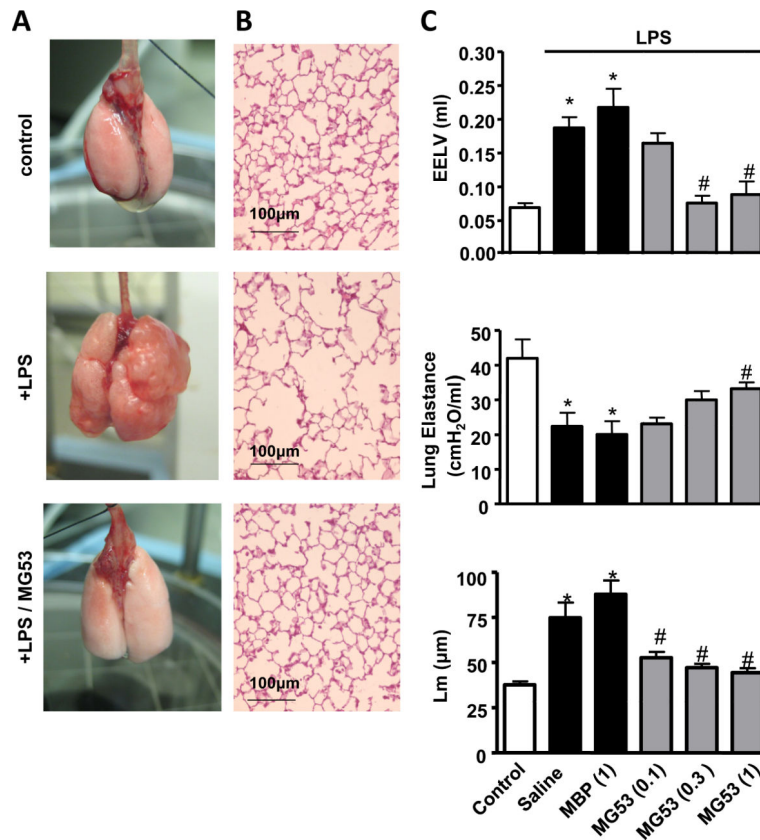 A
B
C
control
100μm
+LPS
100μm
+LPS / MG53
100μm
LPS
EELV (ml)
0.30
0.25
0.20
0.15
0.10
0.05
0.00
*
*
#
#
Lung Elastance
(cmH₂O/ml)
50
40
30
20
10
0
*
*
#
Lm (μm)
100
75
50
25
0
*
*
#
#
#
Control
Saline
MBP (1)
MG53 (0.1)
MG53 (0.3 )
MG53 (1)